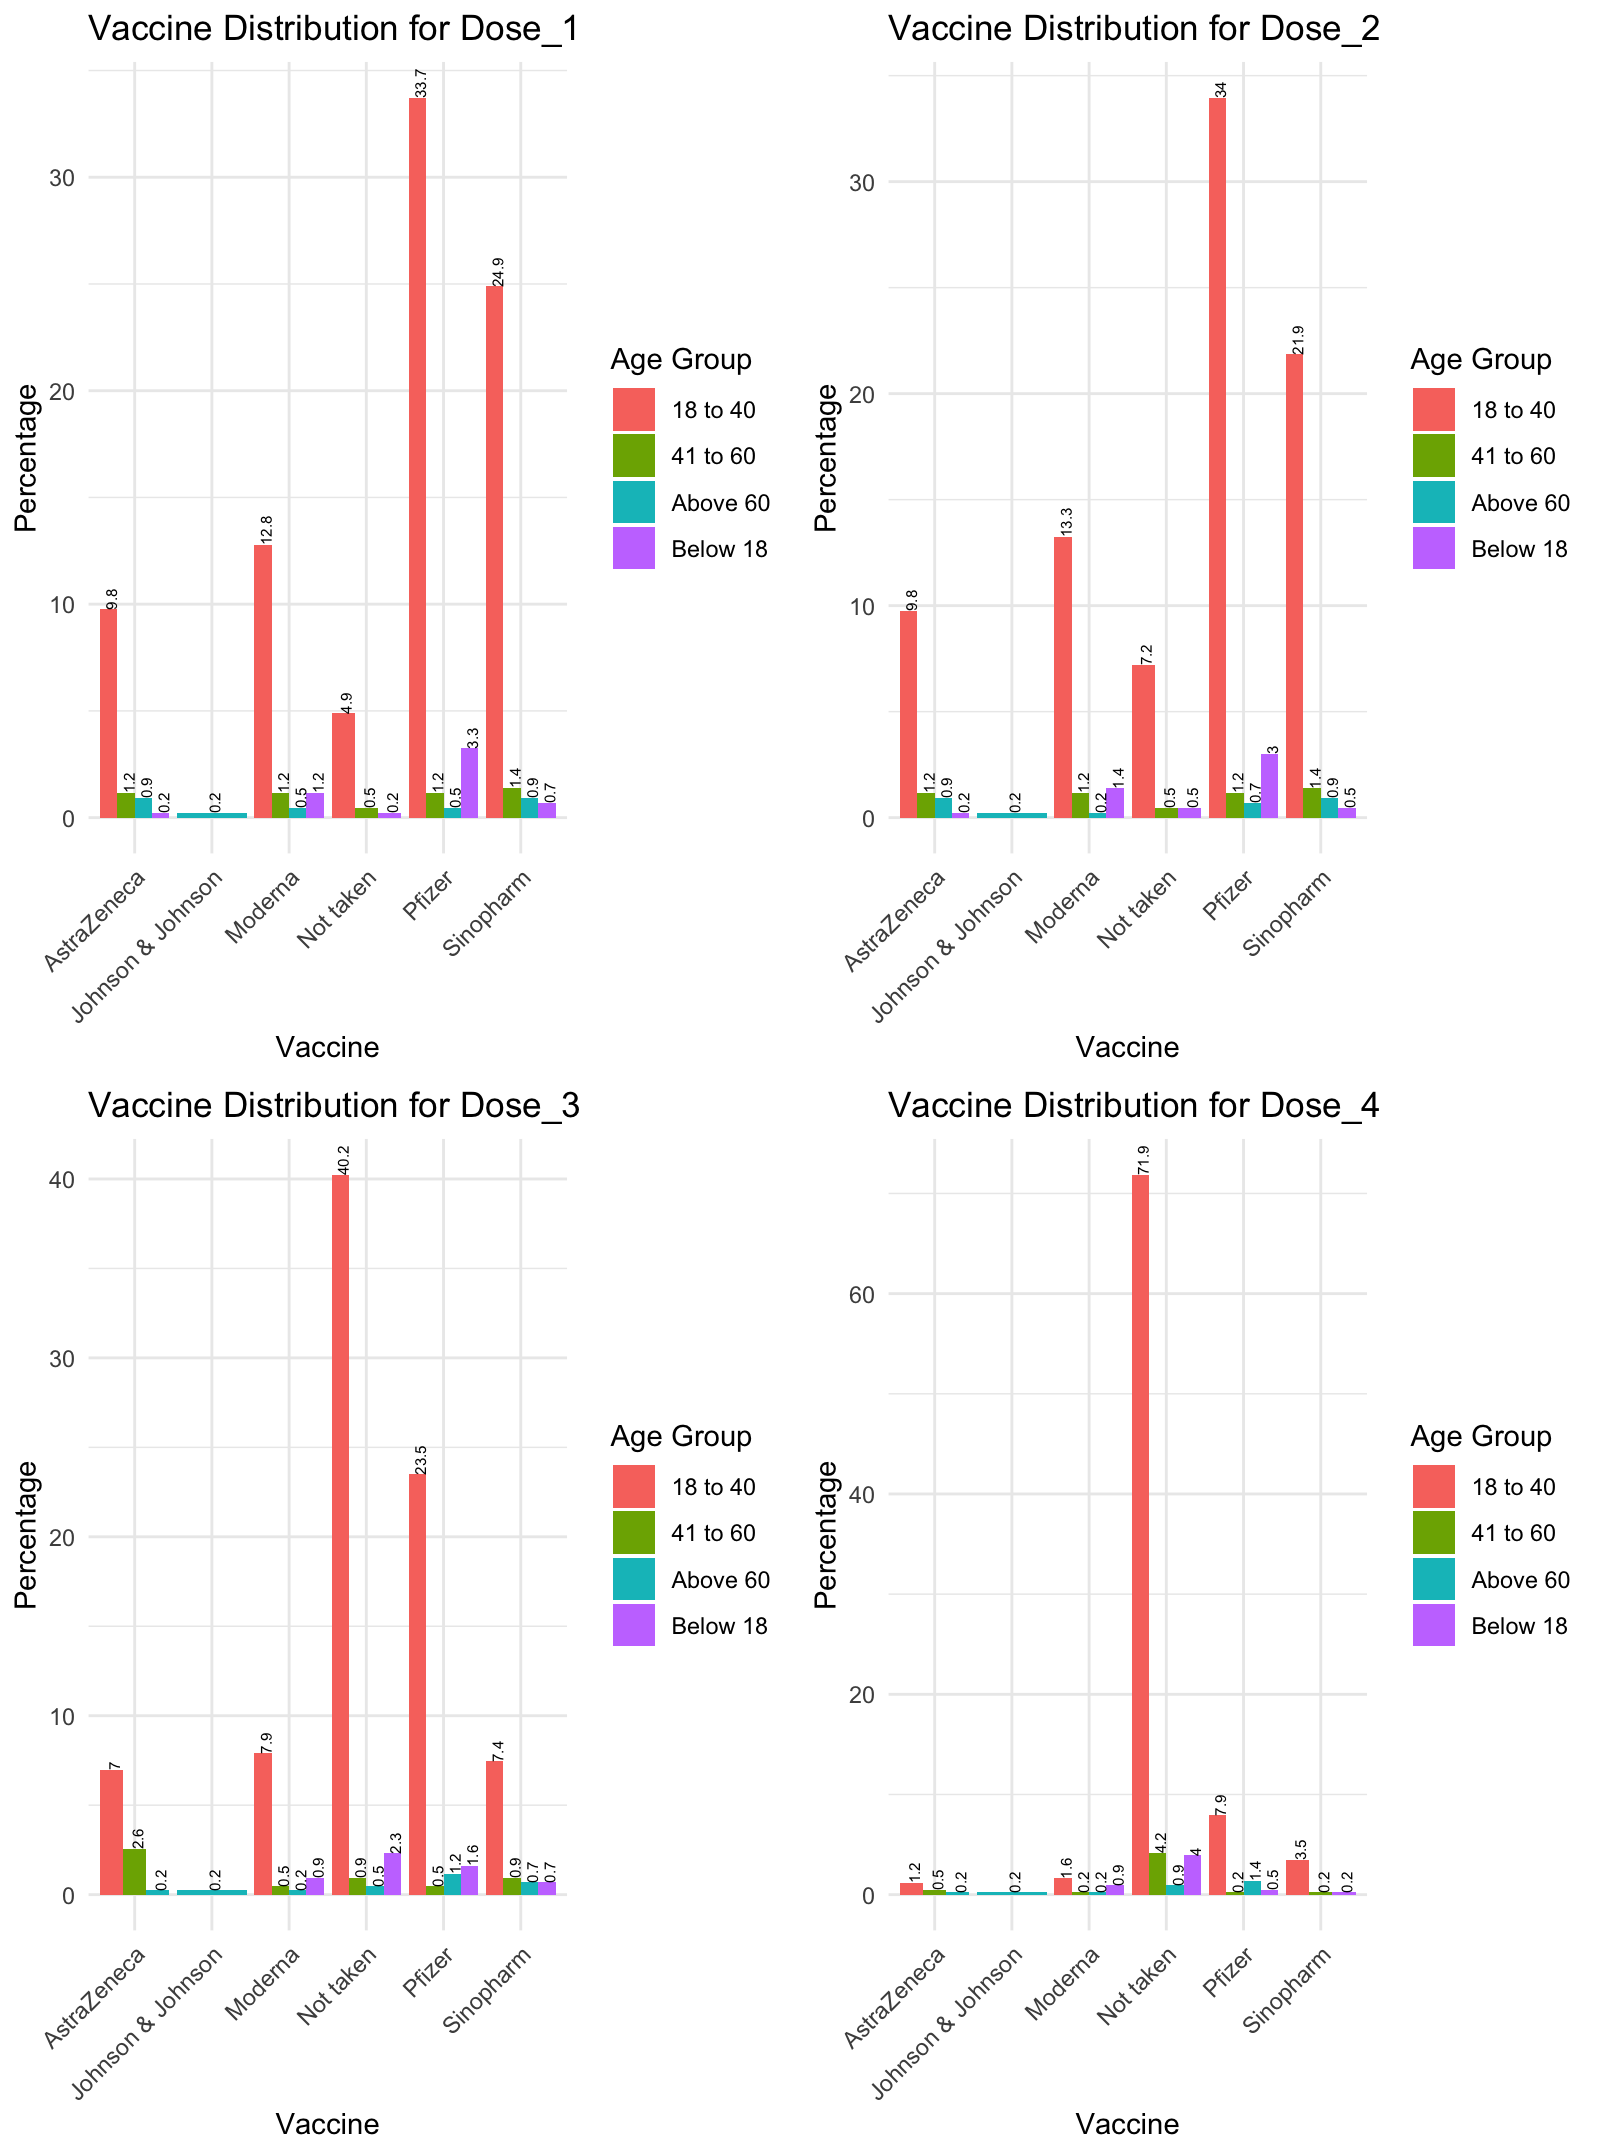 Vaccine Distribution for Dose_1
Percentage
30
20
10
0
9.8
1.2
0.9
0.2
0.2
12.8
1.2
0.5
1.2
4.9
0.5
0.2
33.7
1.2
0.5
3.3
24.9
1.4
0.9
0.7
AstraZeneca
Johnson & Johnson
Moderna
Not taken
Pfizer
Sinopharm
Vaccine
Age Group
18 to 40
41 to 60
Above 60
Below 18
Vaccine Distribution for Dose_2
Percentage
30
20
10
0
9.8
1.2
0.9
0.2
0.2
13.3
1.2
0.2
1.4
7.2
0.5
0.5
34
1.2
0.7
3
21.9
1.4
0.9
0.5
AstraZeneca
Johnson & Johnson
Moderna
Not taken
Pfizer
Sinopharm
Vaccine
Age Group
18 to 40
41 to 60
Above 60
Below 18
Vaccine Distribution for Dose_3
Percentage
40
30
20
10
0
7
2.6
0.2
0.2
7.9
0.5
0.2
0.9
40.2
0.9
0.5
2.3
23.5
0.5
1.2
1.6
7.4
0.9
0.7
0.7
AstraZeneca
Johnson & Johnson
Moderna
Not taken
Pfizer
Sinopharm
Vaccine
Age Group
18 to 40
41 to 60
Above 60
Below 18
Vaccine Distribution for Dose_4
Percentage
60
40
20
0
1.2
0.5
0.2
0.2
1.6
0.2
0.2
0.9
71.9
4.2
0.9
4
7.9
0.2
1.4
0.5
3.5
0.2
0.2
AstraZeneca
Johnson & Johnson
Moderna
Not taken
Pfizer
Sinopharm
Vaccine
Age Group
18 to 40
41 to 60
Above 60
Below 18